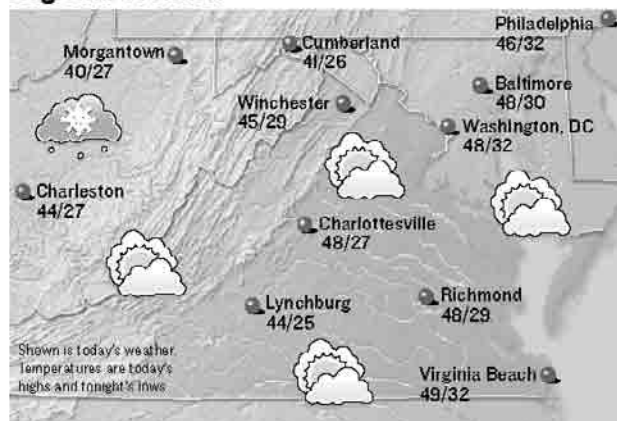 Philadelphia
46/32
Morgantown
40/27
Cumberland
41/26
Baltimore
48/30
Winchester
45/29
Washington, DC
48/32
Charleston
44/27
Charlottesville
48/27
Lynchburg
44/25
Richmond
48/29
Shown is today's weather.
Temperatures are today's
highs and tonight's lows
Virginia Beach
49/32